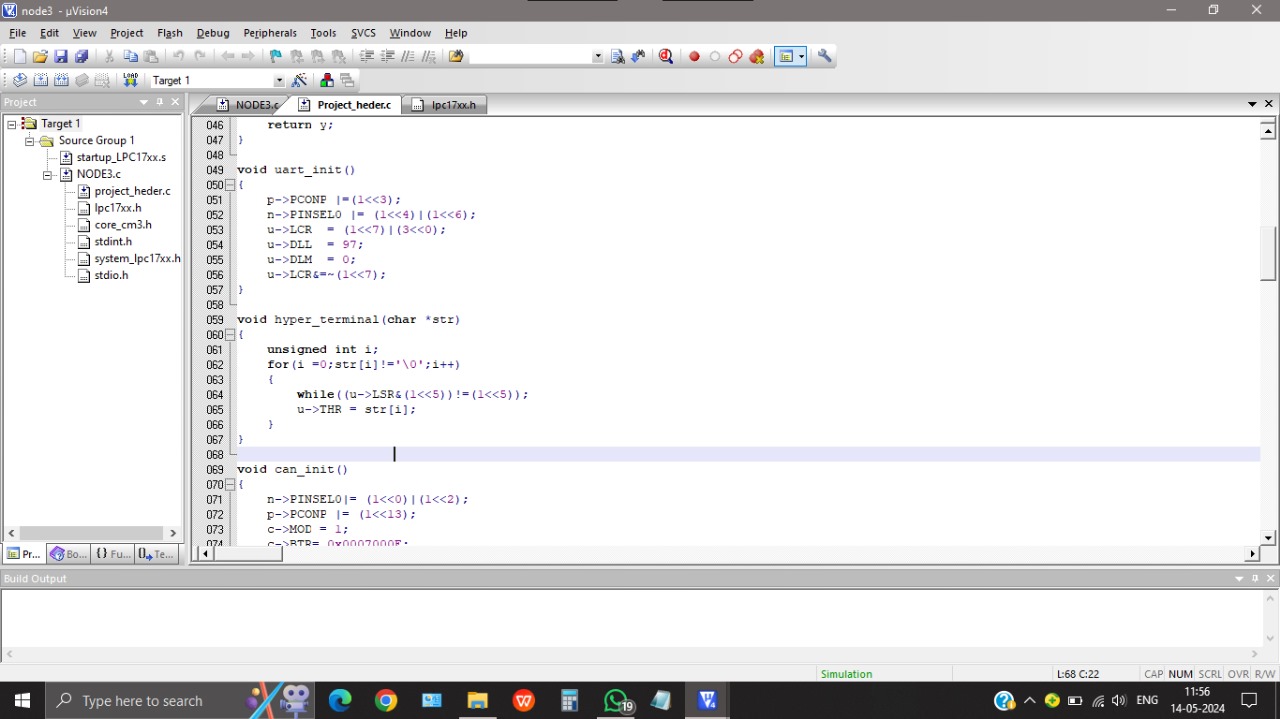 node3 - µVision4
File Edit View Project Flash Debug Peripherals Tools SVCS Window Help
LOAD Target 1
Project
NODE3.c Project_heder.c lpc17xx.h
Target 1
Source Group 1
startup_LPC17xx.s
NODE3.c
project_heder.c
lpc17xx.h
core_cm3.h
stdint.h
system_lpc17xx.h
stdio.h
Pr... Bo... {} Fu... Te...
046 return y;
047 }
048
049 void uart_init()
050 {
051 p->PCONP |=(1<<3);
052 n->PINSEL0 |= (1<<4)|(1<<6);
053 u->LCR = (1<<7)|(3<<0);
054 u->DLL = 97;
055 u->DLM = 0;
056 u->LCR&=~(1<<7);
057 }
058
059 void hyper_terminal(char *str)
060 {
061 unsigned int i;
062 for(i =0;str[i]!='\0';i++)
063 {
064 while((u->LSR&(1<<5))!=(1<<5));
065 u->THR = str[i];
066 }
067 }
068
069 void can_init()
070 {
071 n->PINSEL0|= (1<<0)|(1<<2);
072 p->PCONP |= (1<<13);
073 c->MOD = 1;
074 c->BTR= 0x0007000F;
Build Output
Simulation L:68 C:22 CAP NUM SCRL OVR R/W
Type here to search
19
ENG
11:56
14-05-2024